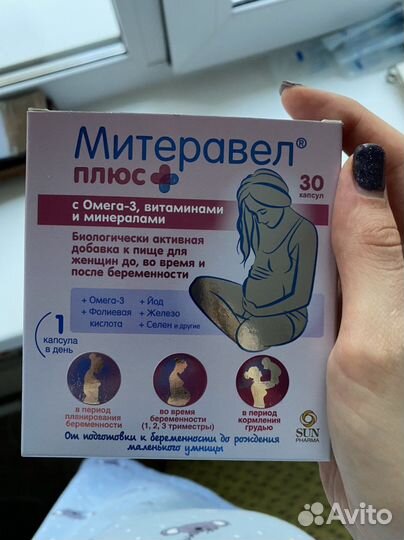 Митеравел®
плюс
30
капсул
с Омега-3, витаминами
и минералами
Биологически активная
добавка к пище для
женщин до, во время и
после беременности
+ Омега-3
+ Фолиевая
кислота
+ Йод
+ Железо
+ Селен и другие
1
капсула
в день
в период
планирования
беременности
во время
беременности
(1, 2, 3 триместры)
в период
кормления
грудью
От подготовки к беременности до рождения
маленького умницы
SUN
PHARMA
Avito